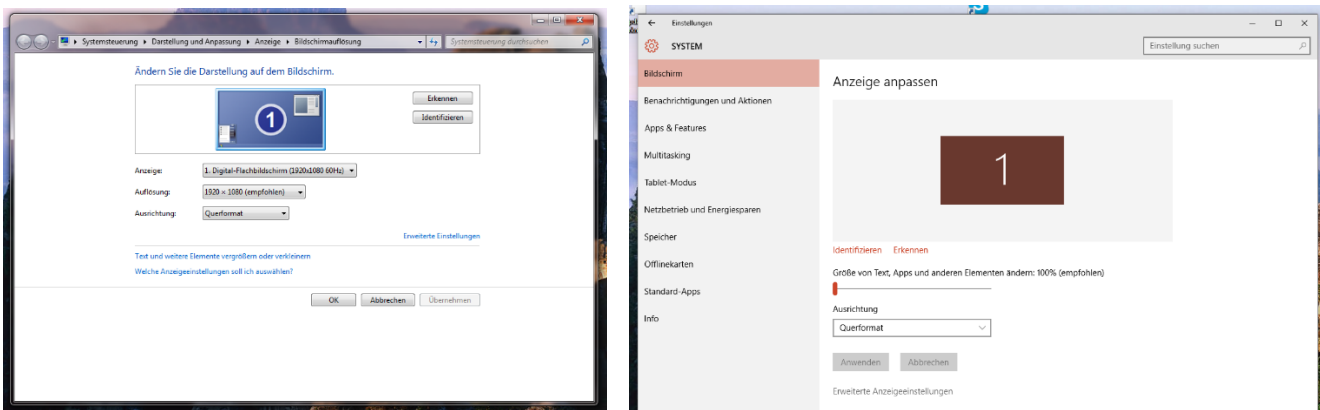 Systemsteuerung ▸ Darstellung und Anpassung ▸ Anzeige ▸ Bildschirmauflösung
Systemsteuerung durchsuchen
Ändern Sie die Darstellung auf dem Bildschirm.
1
Erkennen
Identifizieren
Anzeige: 1. Digital-Flachbildschirm (1920x1080 60Hz)
Auflösung: 1920 × 1080 (empfohlen)
Ausrichtung: Querformat
Erweiterte Einstellungen
Text und weitere Elemente vergrößern oder verkleinern
Welche Anzeigeeinstellungen soll ich auswählen?
OK Abbrechen Übernehmen
Einstellungen
SYSTEM
Einstellung suchen
Bildschirm
Benachrichtigungen und Aktionen
Apps & Features
Multitasking
Tablet-Modus
Netzbetrieb und Energiesparen
Speicher
Offlinekarten
Standard-Apps
Info
Anzeige anpassen
1
Identifizieren Erkennen
Größe von Text, Apps und anderen Elementen ändern: 100% (empfohlen)
Ausrichtung
Querformat
Anwenden Abbrechen
Erweiterte Anzeigeeinstellungen